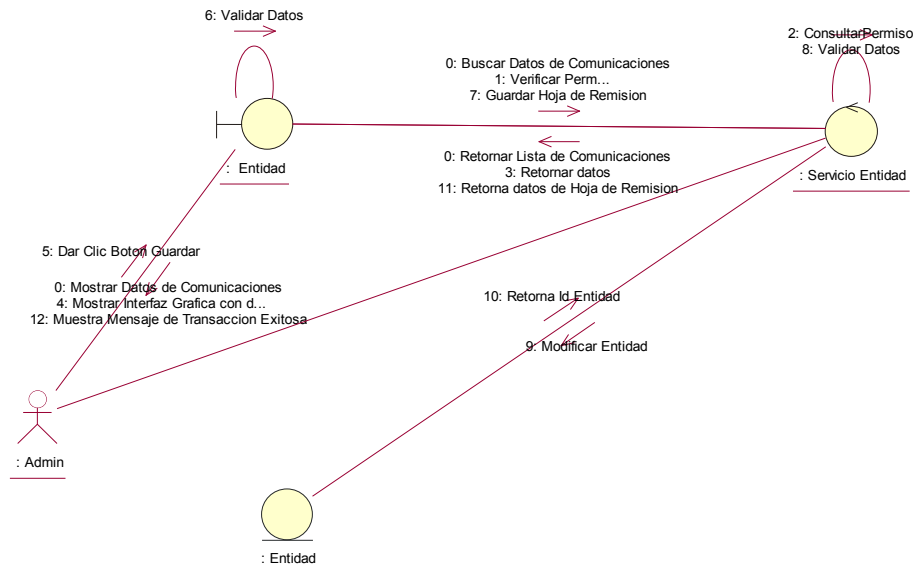 6: Validar Datos
2: ConsultarPermiso
8: Validar Datos
0: Buscar Datos de Comunicaciones
1: Verificar Perm...
7: Guardar Hoja de Remision
0: Retornar Lista de Comunicaciones
3: Retornar datos
11: Retorna datos de Hoja de Remision
: Entidad
: Servicio Entidad
5: Dar Clic Boton Guardar
0: Mostrar Datos de Comunicaciones
4: Mostrar Interfaz Grafica con d...
12: Muestra Mensaje de Transaccion Exitosa
10: Retorna Id Entidad
9: Modificar Entidad
: Admin
: Entidad